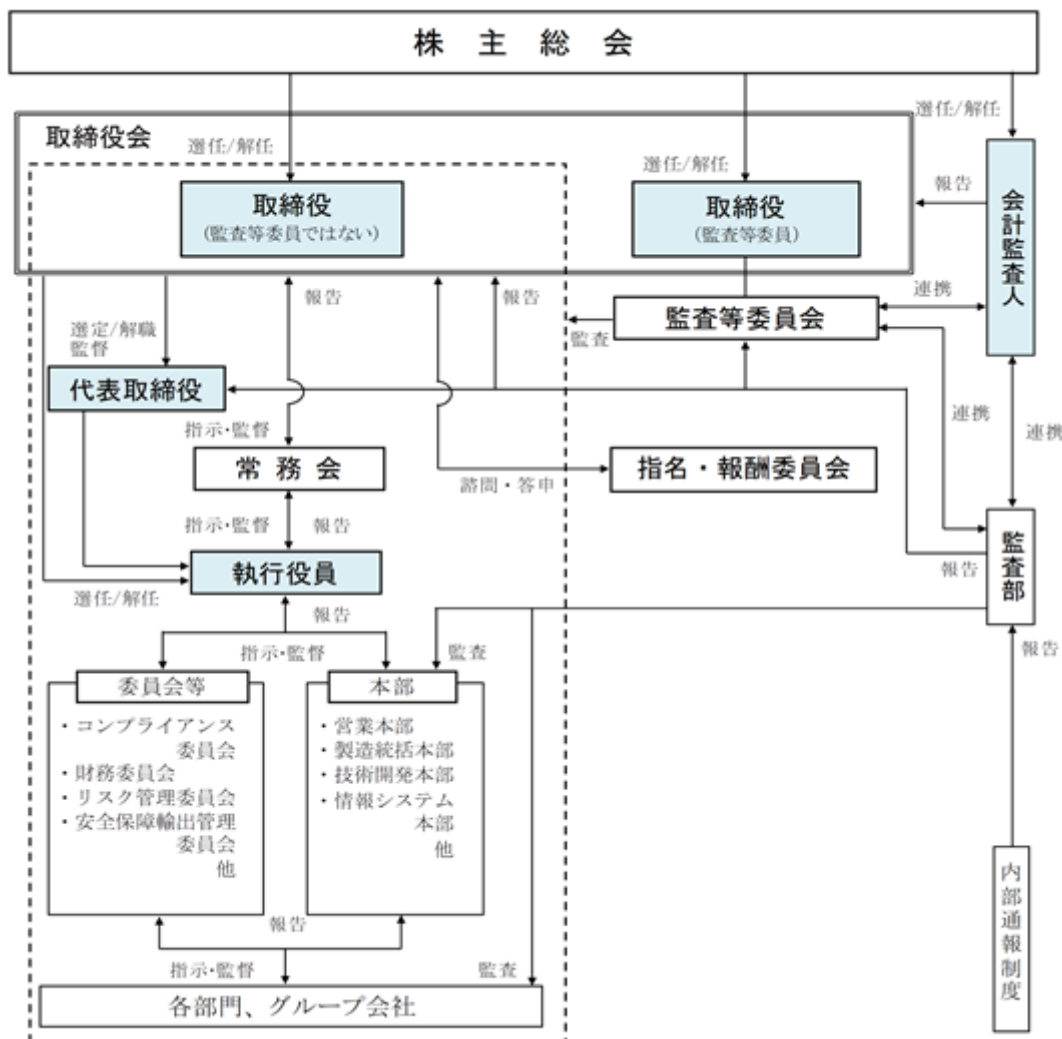 株主総会
選任/解任
取締役会
選任/解任
選任/解任
報告
取締役
(監査等委員ではない)
取締役
(監査等委員)
会計監査人
報告
報告
連携
選定/解職
監督
監査
監査等委員会
代表取締役
連携
連携
指示・監督
常務会
指名・報酬委員会
諮問・答申
指示・監督
報告
監査部
執行役員
報告
選任/解任
報告
指示・監督
監査
報告
委員会等
本部
・コンプライアンス
委員会
・財務委員会
・リスク管理委員会
・安全保障輸出管理
委員会
他
・営業本部
・製造統括本部
・技術開発本部
・情報システム
本部
他
内部通報制度
報告
指示・監督
監査
各部門、グループ会社